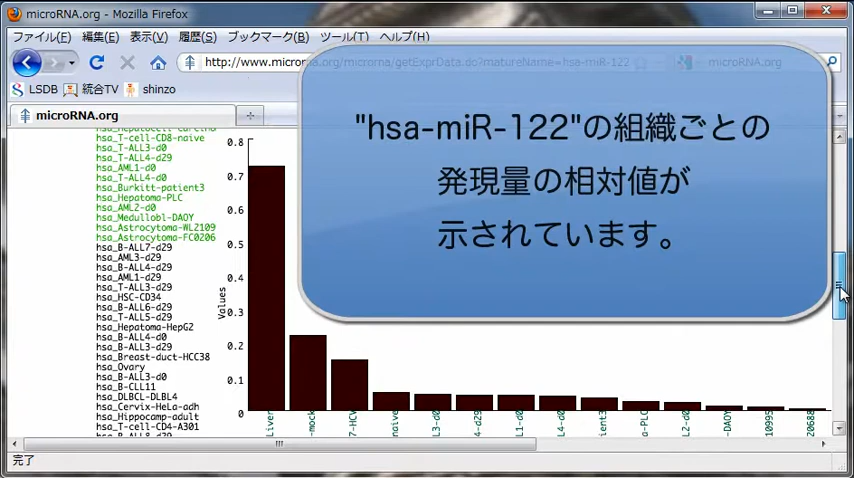 microRNA.org - Mozilla Firefox
ファイル(F) 編集(E) 表示(V) 履歴(S) ブックマーク(B) ツール(T) ヘルプ(H)
http://www.microrna.org/microrna/getExprData.do?matureName=hsa-miR-122 microRNA.org
LSDB 統合TV shinzo
microRNA.org
"hsa-miR-122"の組織ごとの
発現量の相対値が
示されています。
hsa_T-cell-CD8-naive
hsa_T-ALL3-d0
hsa_T-ALL4-d29
hsa_AML1-d0
hsa_T-ALL4-d0
hsa_Burkitt-patient3
hsa_Hepatoma-PLC
hsa_AML2-d0
hsa_Medullobl-DAOY
hsa_Astrocytoma-WL2109
hsa_Astrocytoma-FC0206
hsa_B-ALL7-d29
hsa_AML3-d29
hsa_B-ALL4-d29
hsa_AML1-d29
hsa_T-ALL3-d29
hsa_HSC-CD34
hsa_B-ALL6-d29
hsa_T-ALL5-d29
hsa_Hepatoma-HepG2
hsa_B-ALL4-d0
hsa_B-ALL3-d29
hsa_Breast-duct-HCC38
hsa_Ovary
hsa_B-ALL3-d0
hsa_B-CLL11
hsa_DLBCL-DLBL4
hsa_Cervix-HeLa-adh
hsa_Hippocamp-adult
hsa_T-cell-CD4-A301
hsa_B-ALL8-d29
Values
0.8
0.7
0.6
0.5
0.4
0.3
0.2
0.1
0
Liver
-mock
7-HCV
naive
L3-d0
4-d29
L1-d0
L4-d0
ient3
a-PLC
L2-d0
-DAOY
10995
20688
完了